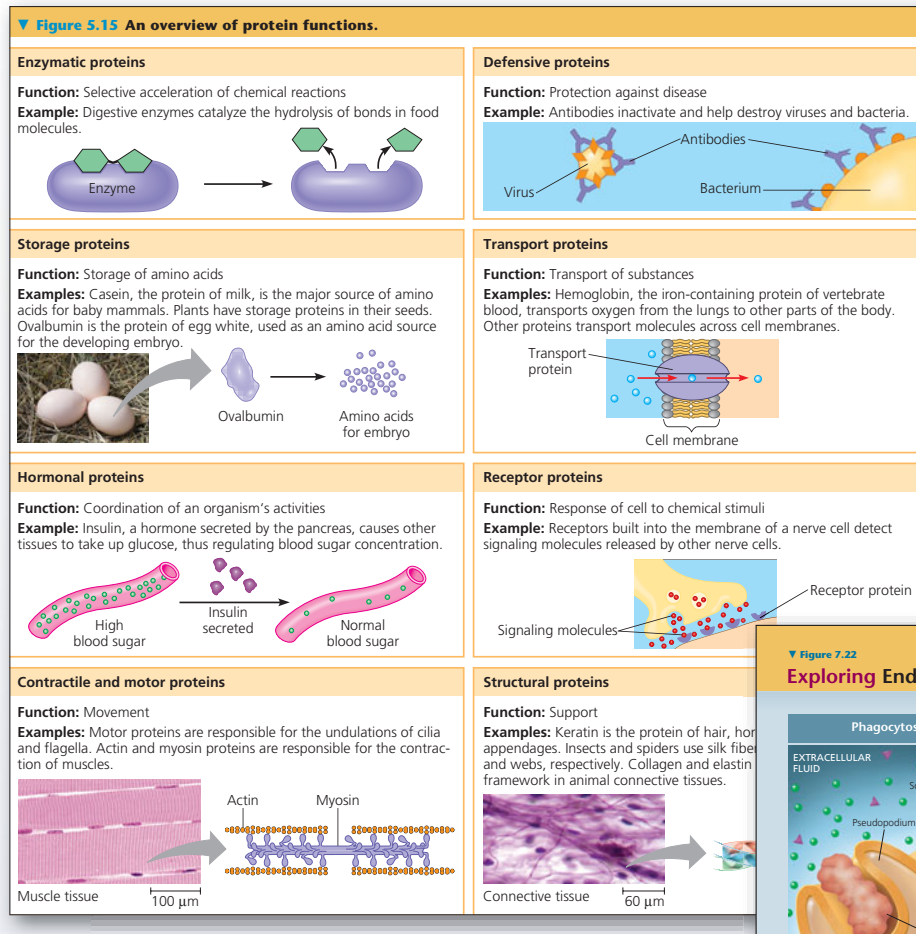 ▼ Figure 5.15 An overview of protein functions.
Enzymatic proteins
Function: Selective acceleration of chemical reactions
Example: Digestive enzymes catalyze the hydrolysis of bonds in food
molecules.
Enzyme
Defensive proteins
Function: Protection against disease
Example: Antibodies inactivate and help destroy viruses and bacteria.
Antibodies
Virus
Bacterium
Storage proteins
Function: Storage of amino acids
Examples: Casein, the protein of milk, is the major source of amino
acids for baby mammals. Plants have storage proteins in their seeds.
Ovalbumin is the protein of egg white, used as an amino acid source
for the developing embryo.
Ovalbumin
Amino acids
for embryo
Transport proteins
Function: Transport of substances
Examples: Hemoglobin, the iron-containing protein of vertebrate
blood, transports oxygen from the lungs to other parts of the body.
Other proteins transport molecules across cell membranes.
Transport
protein
Cell membrane
Hormonal proteins
Function: Coordination of an organism's activities
Example: Insulin, a hormone secreted by the pancreas, causes other
tissues to take up glucose, thus regulating blood sugar concentration.
High
blood sugar
Insulin
secreted
Normal
blood sugar
Receptor proteins
Function: Response of cell to chemical stimuli
Example: Receptors built into the membrane of a nerve cell detect
signaling molecules released by other nerve cells.
Receptor protein
Signaling molecules
Contractile and motor proteins
Function: Movement
Examples: Motor proteins are responsible for the undulations of cilia
and flagella. Actin and myosin proteins are responsible for the contrac-
tion of muscles.
Actin
Myosin
Muscle tissue
100 μm
Structural proteins
Function: Support
Examples: Keratin is the protein of hair,
appendages. Insects and spiders use silk
and webs, respectively. Collagen and elastin
framework in animal connective tissues.
Connective tissue
60 μm
▼ Figure 7.22
Exploring
EXTRACELLULAR
FLUID
Pseudopodium